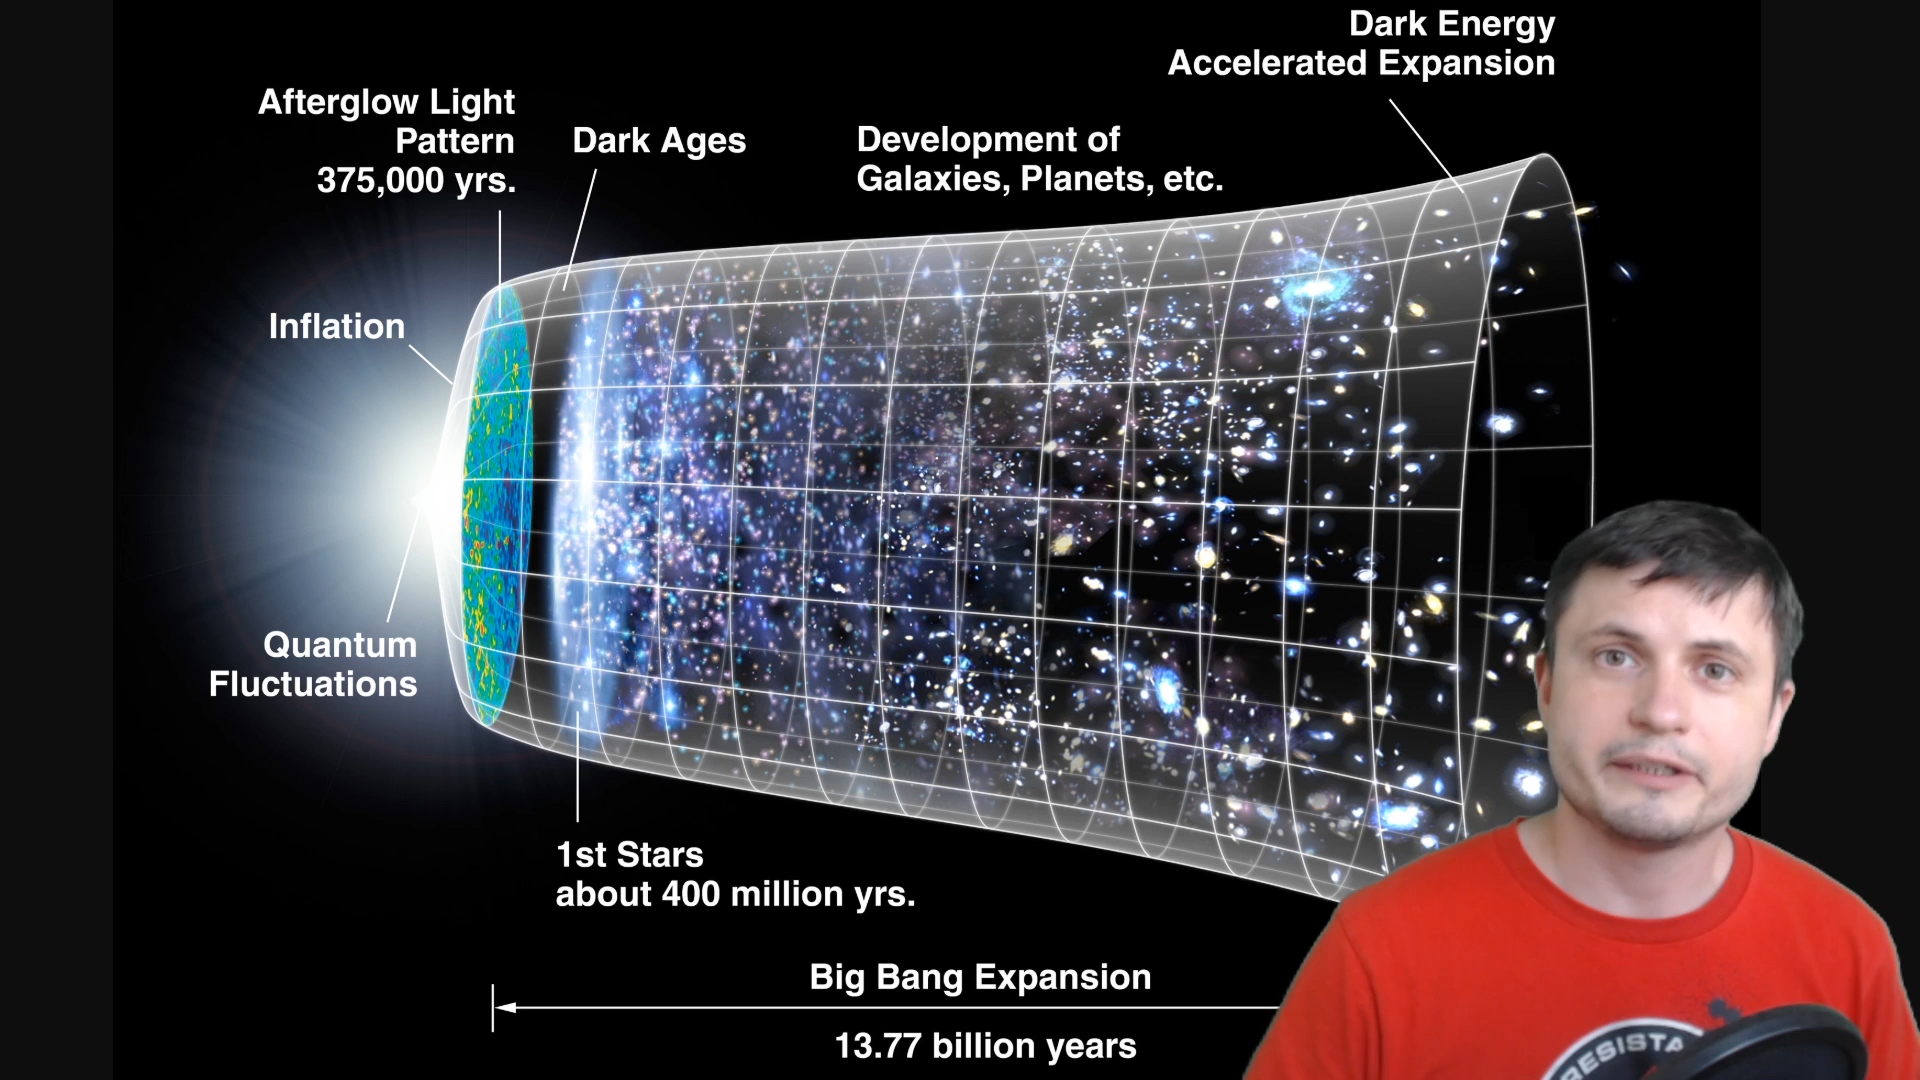 Dark Energy
Accelerated Expansion
Afterglow Light
Pattern
375,000 yrs.
Dark Ages
Development of
Galaxies, Planets, etc.
Inflation
Quantum
Fluctuations
1st Stars
about 400 million yrs.
Big Bang Expansion
13.77 billion years